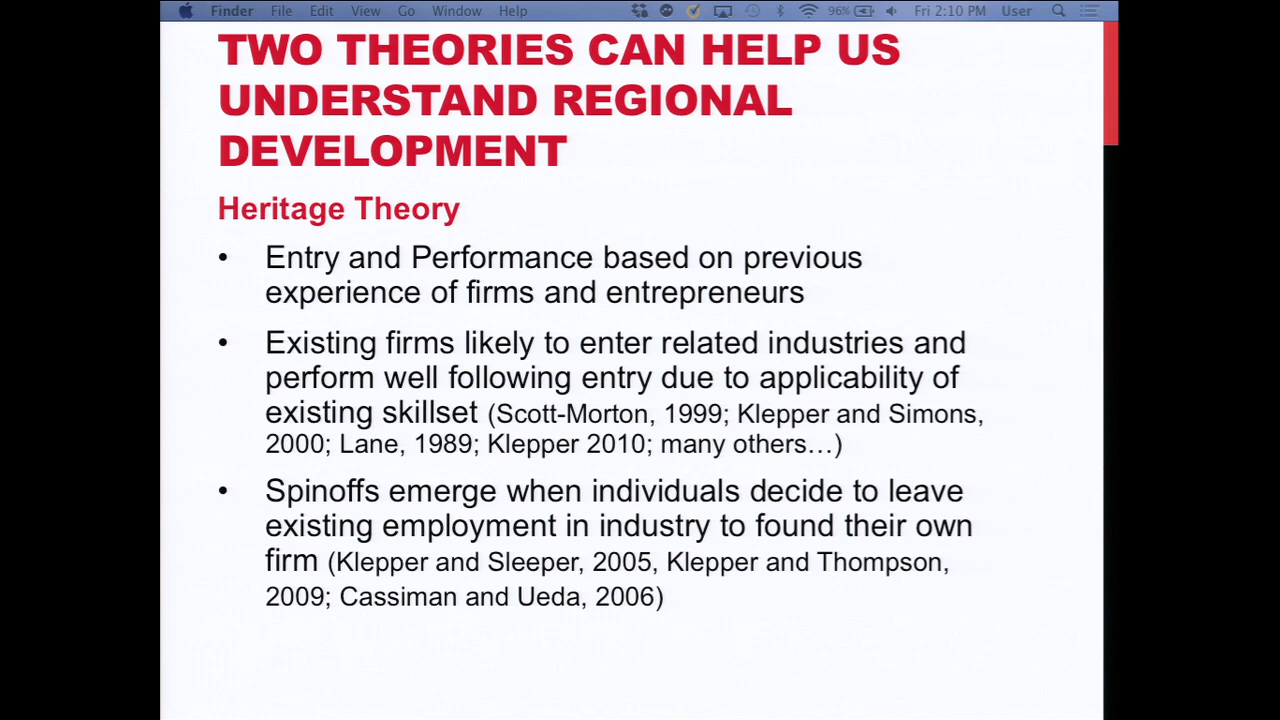 Finder File Edit View Go Window Help 96% Fri 2:10 PM User
TWO THEORIES CAN HELP US
UNDERSTAND REGIONAL
DEVELOPMENT
Heritage Theory
• Entry and Performance based on previous
experience of firms and entrepreneurs
• Existing firms likely to enter related industries and
perform well following entry due to applicability of
existing skillset (Scott-Morton, 1999; Klepper and Simons,
2000; Lane, 1989; Klepper 2010; many others…)
• Spinoffs emerge when individuals decide to leave
existing employment in industry to found their own
firm (Klepper and Sleeper, 2005, Klepper and Thompson,
2009; Cassiman and Ueda, 2006)